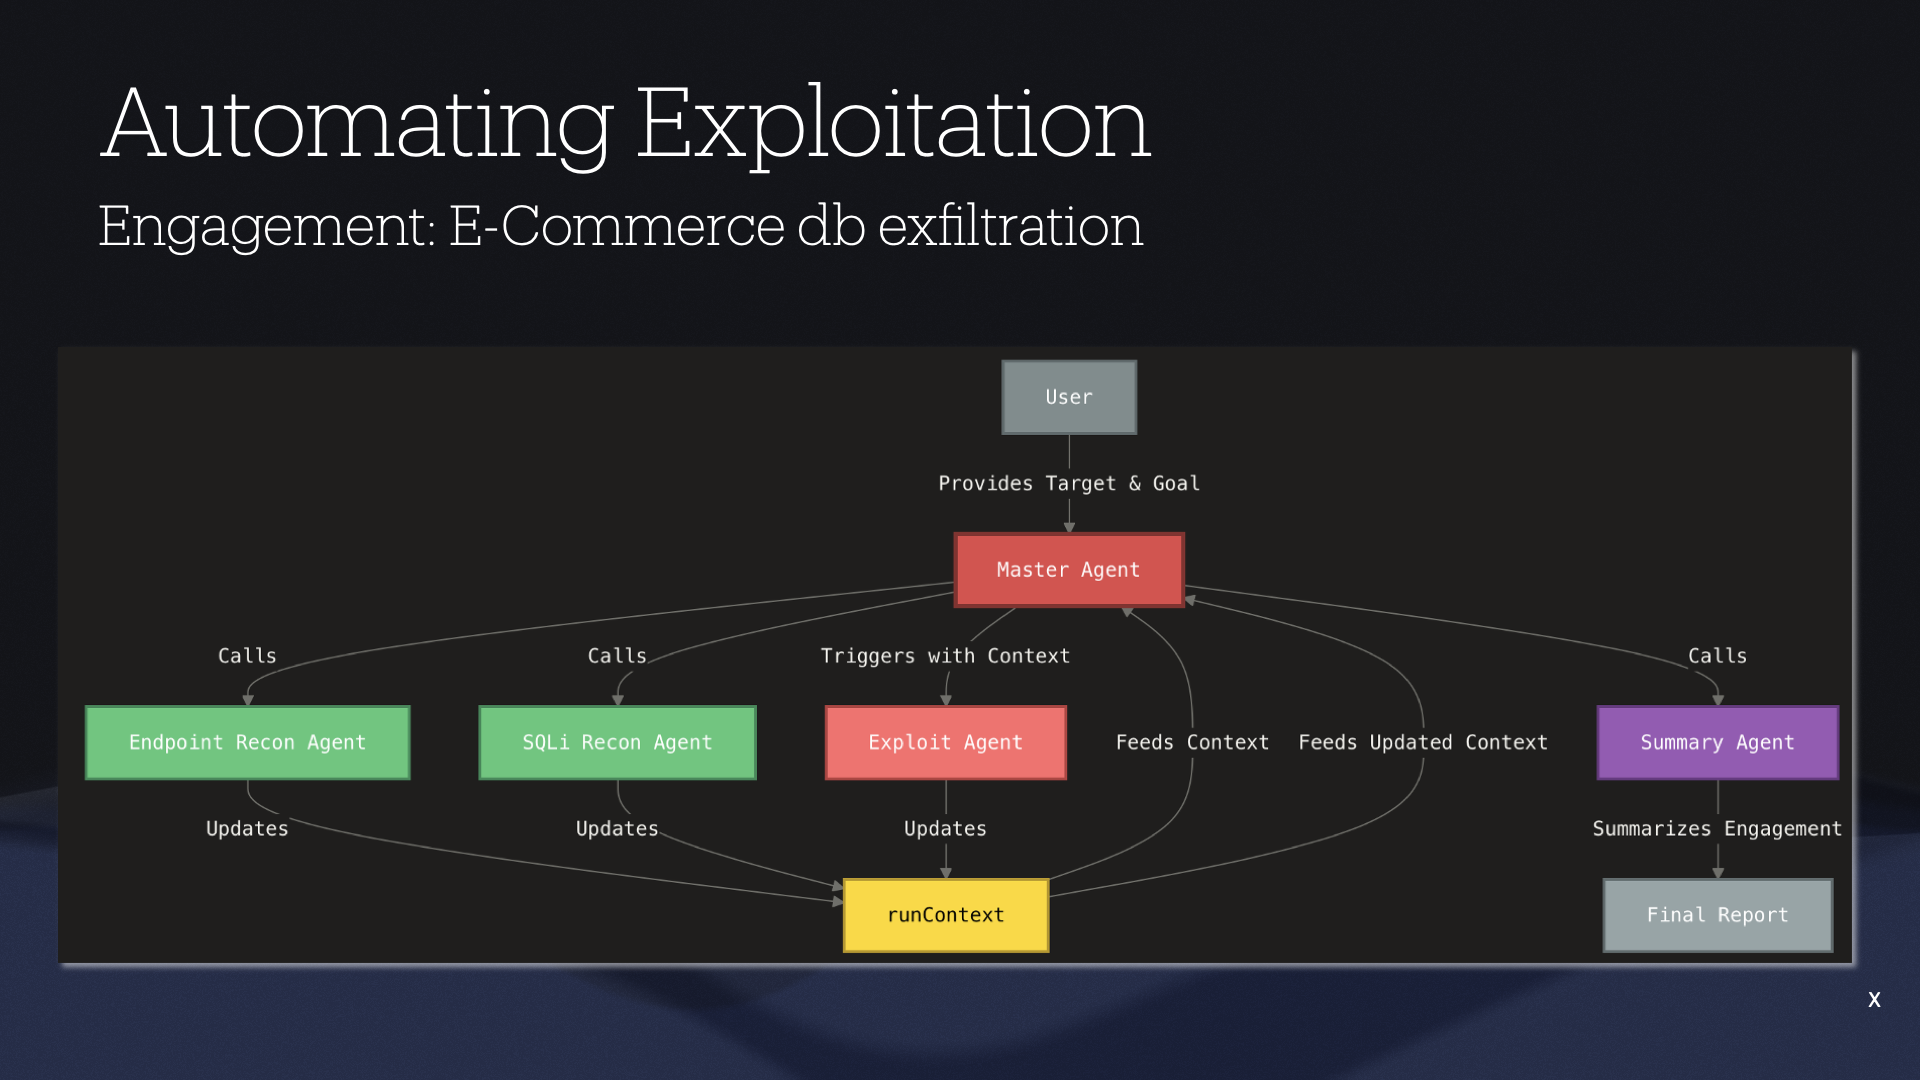 Automating Exploitation
Engagement: E-Commerce db exfiltration
User
Provides Target & Goal
Master Agent
Calls
Calls
Triggers with Context
Calls
Endpoint Recon Agent
SQLi Recon Agent
Exploit Agent
Feeds Context
Feeds Updated Context
Summary Agent
Updates
Updates
Updates
Summarizes Engagement
runContext
Final Report
x